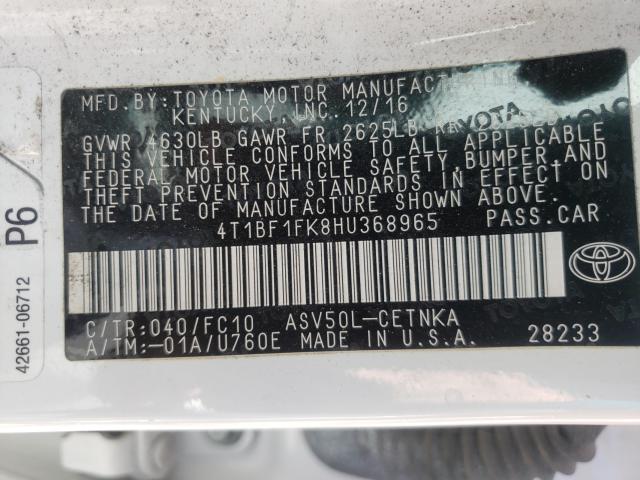 MFD.BY:TOYOTA MOTOR MANUFACTURING
KENTUCKY,INC. 12/16
GVWR 4630LB GAWR FR 2625LB
THIS VEHICLE CONFORMS TO ALL APPLICABLE
FEDERAL MOTOR VEHICLE SAFETY,BUMPER,AND
THEFT PREVENTION STANDARDS IN EFFECT ON
THE DATE OF MANUFACTURE SHOWN ABOVE.
4T1BF1FK8HU368965 PASS.CAR
C/TR:040/FC10 ASV50L-CETNKA
A/TM:-01A/U760E MADE IN U.S.A. 28233
TOYOTA
P6
42661-06712